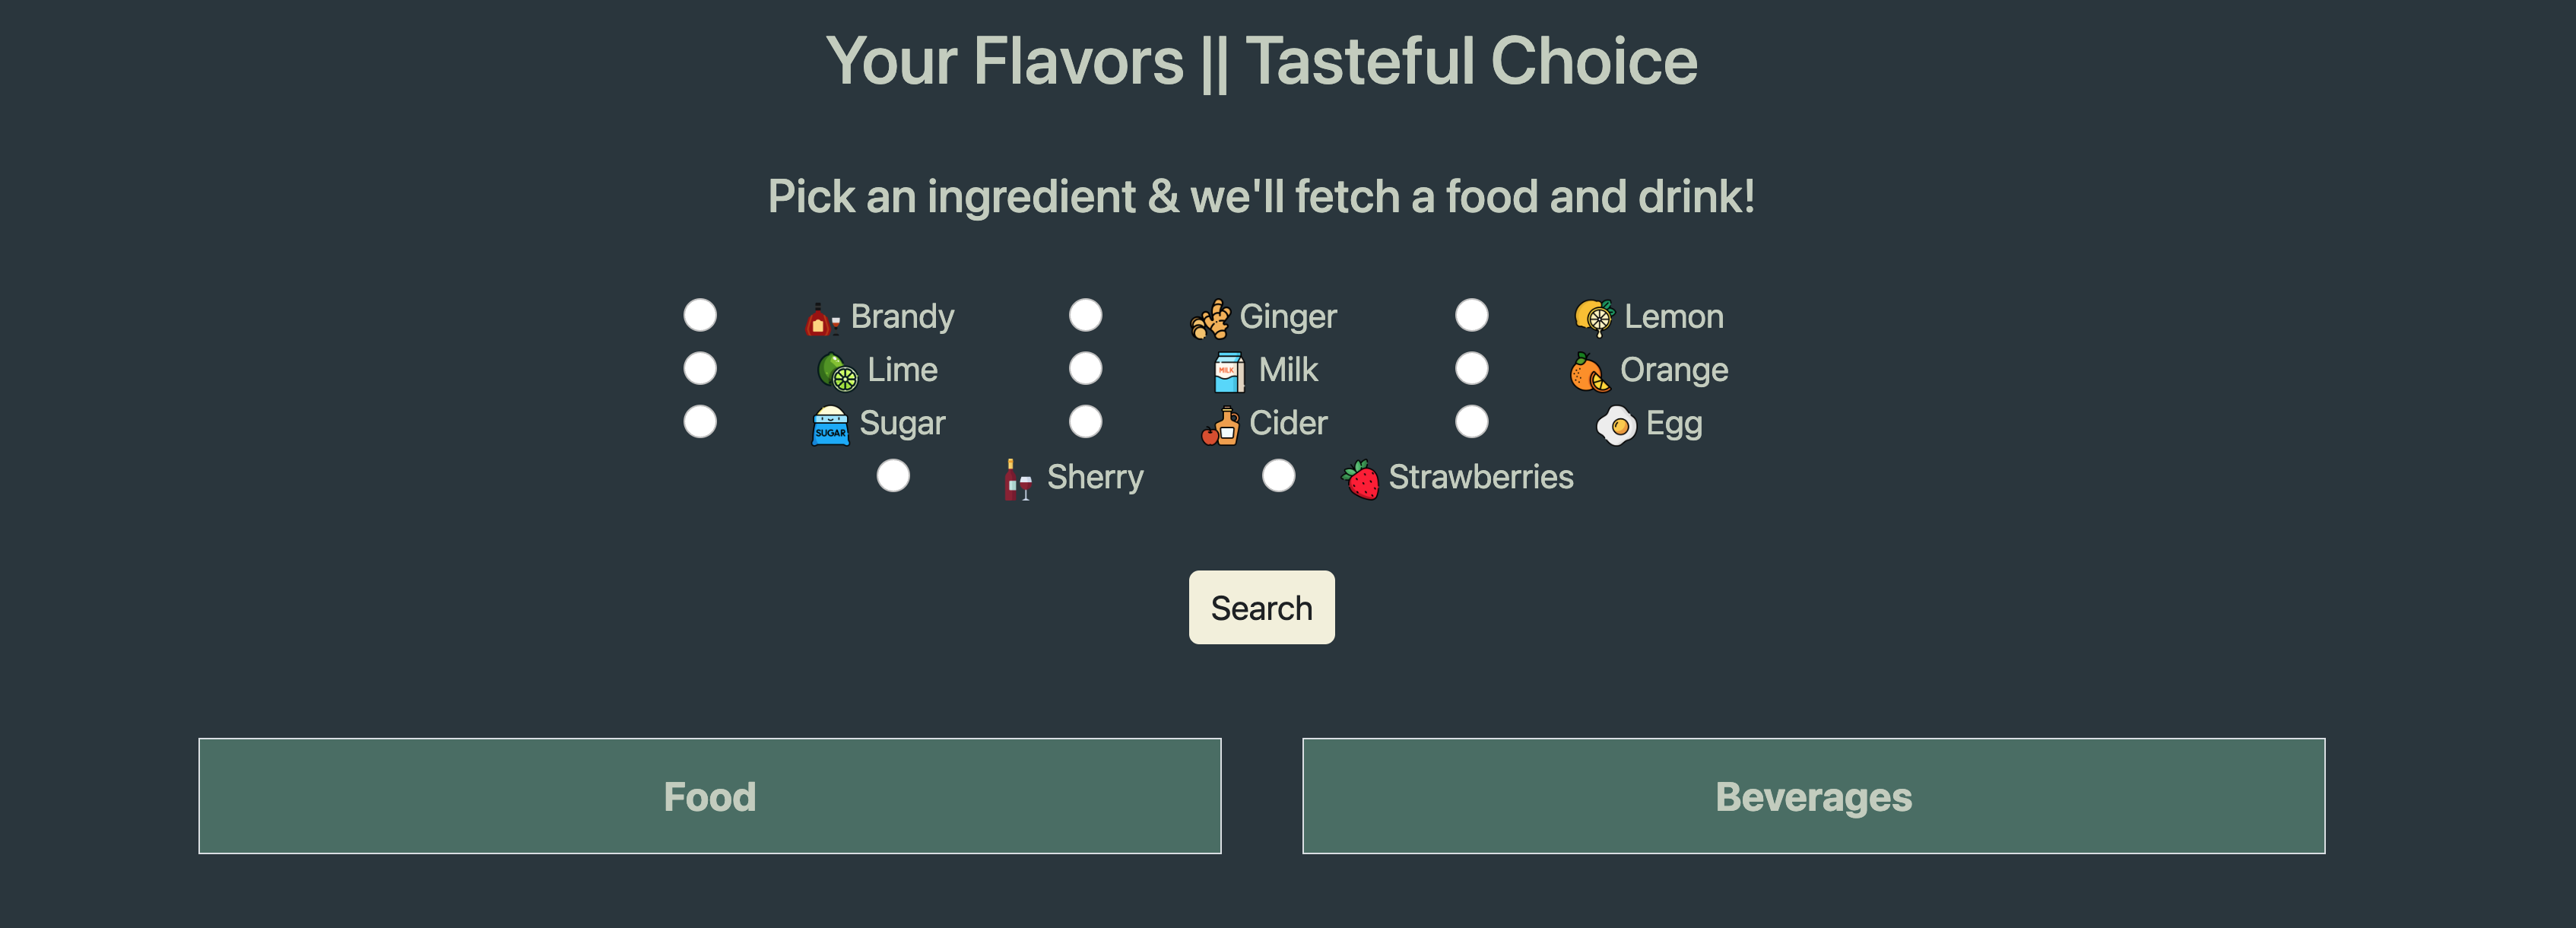 Your Flavors || Tasteful Choice
Pick an ingredient & we'll fetch a food and drink!
Brandy Ginger Lemon
Lime MILK Milk Orange
SUGAR Sugar Cider Egg
Sherry Strawberries
Search
Food Beverages